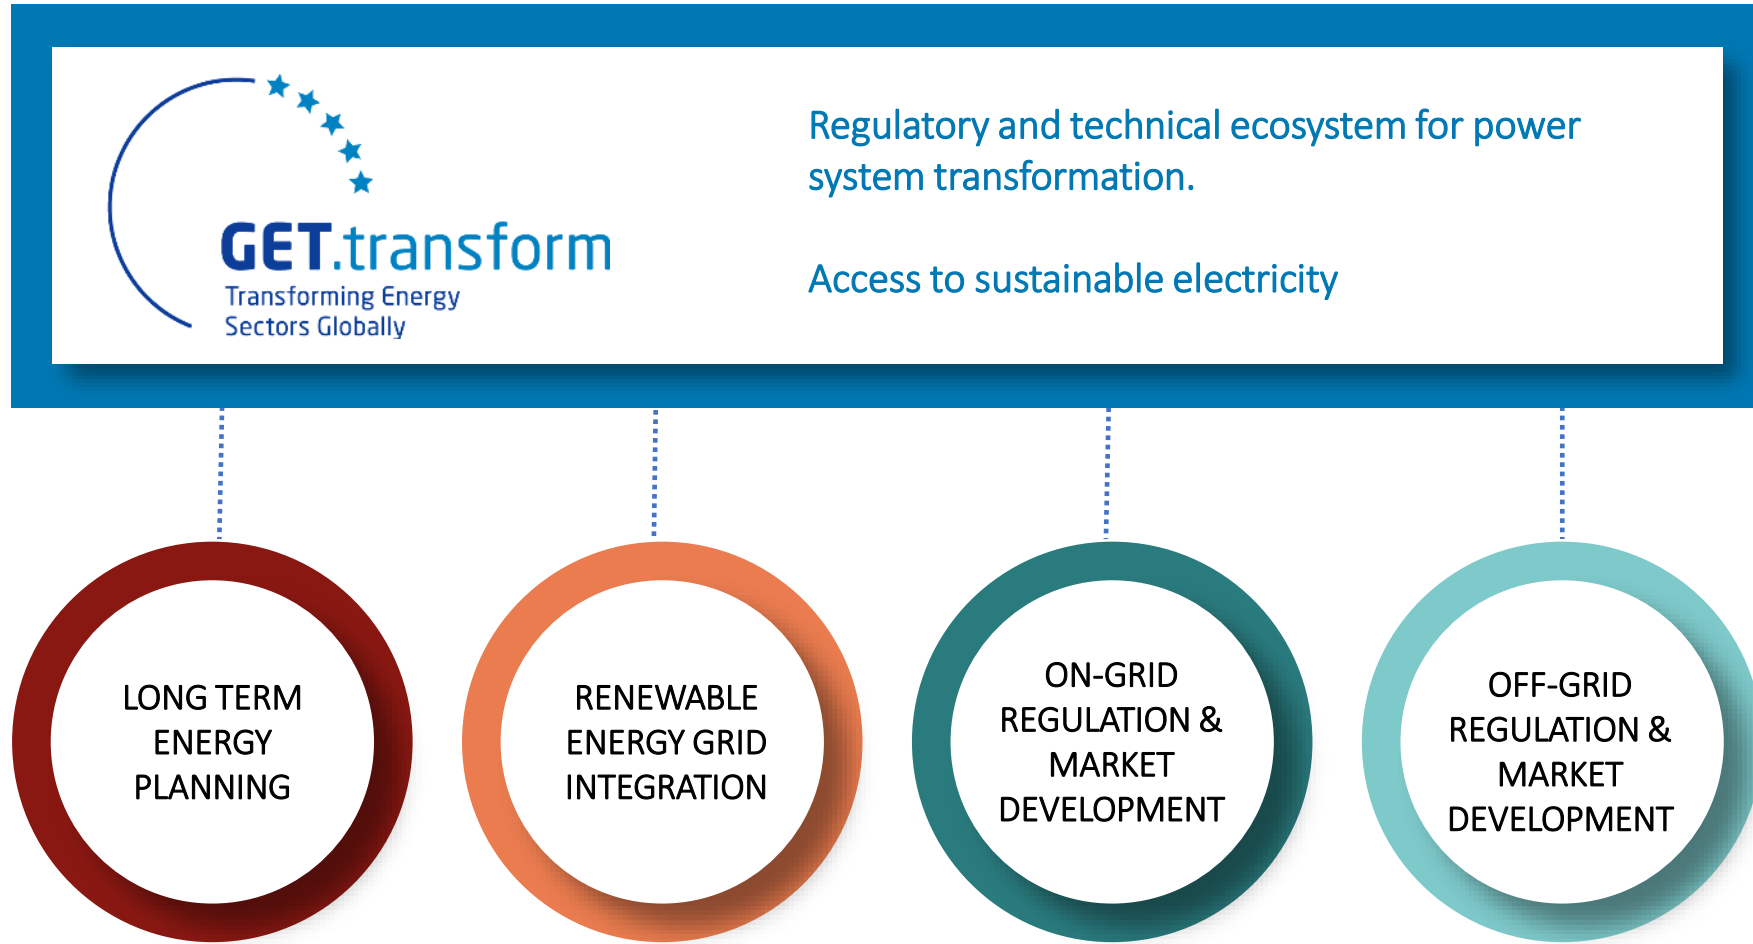 GET.transform
Transforming Energy
Sectors Globally
Regulatory and technical ecosystem for power
system transformation.
Access to sustainable electricity
LONG TERM
ENERGY
PLANNING
RENEWABLE
ENERGY GRID
INTEGRATION
ON-GRID
REGULATION &
MARKET
DEVELOPMENT
OFF-GRID
REGULATION &
MARKET
DEVELOPMENT